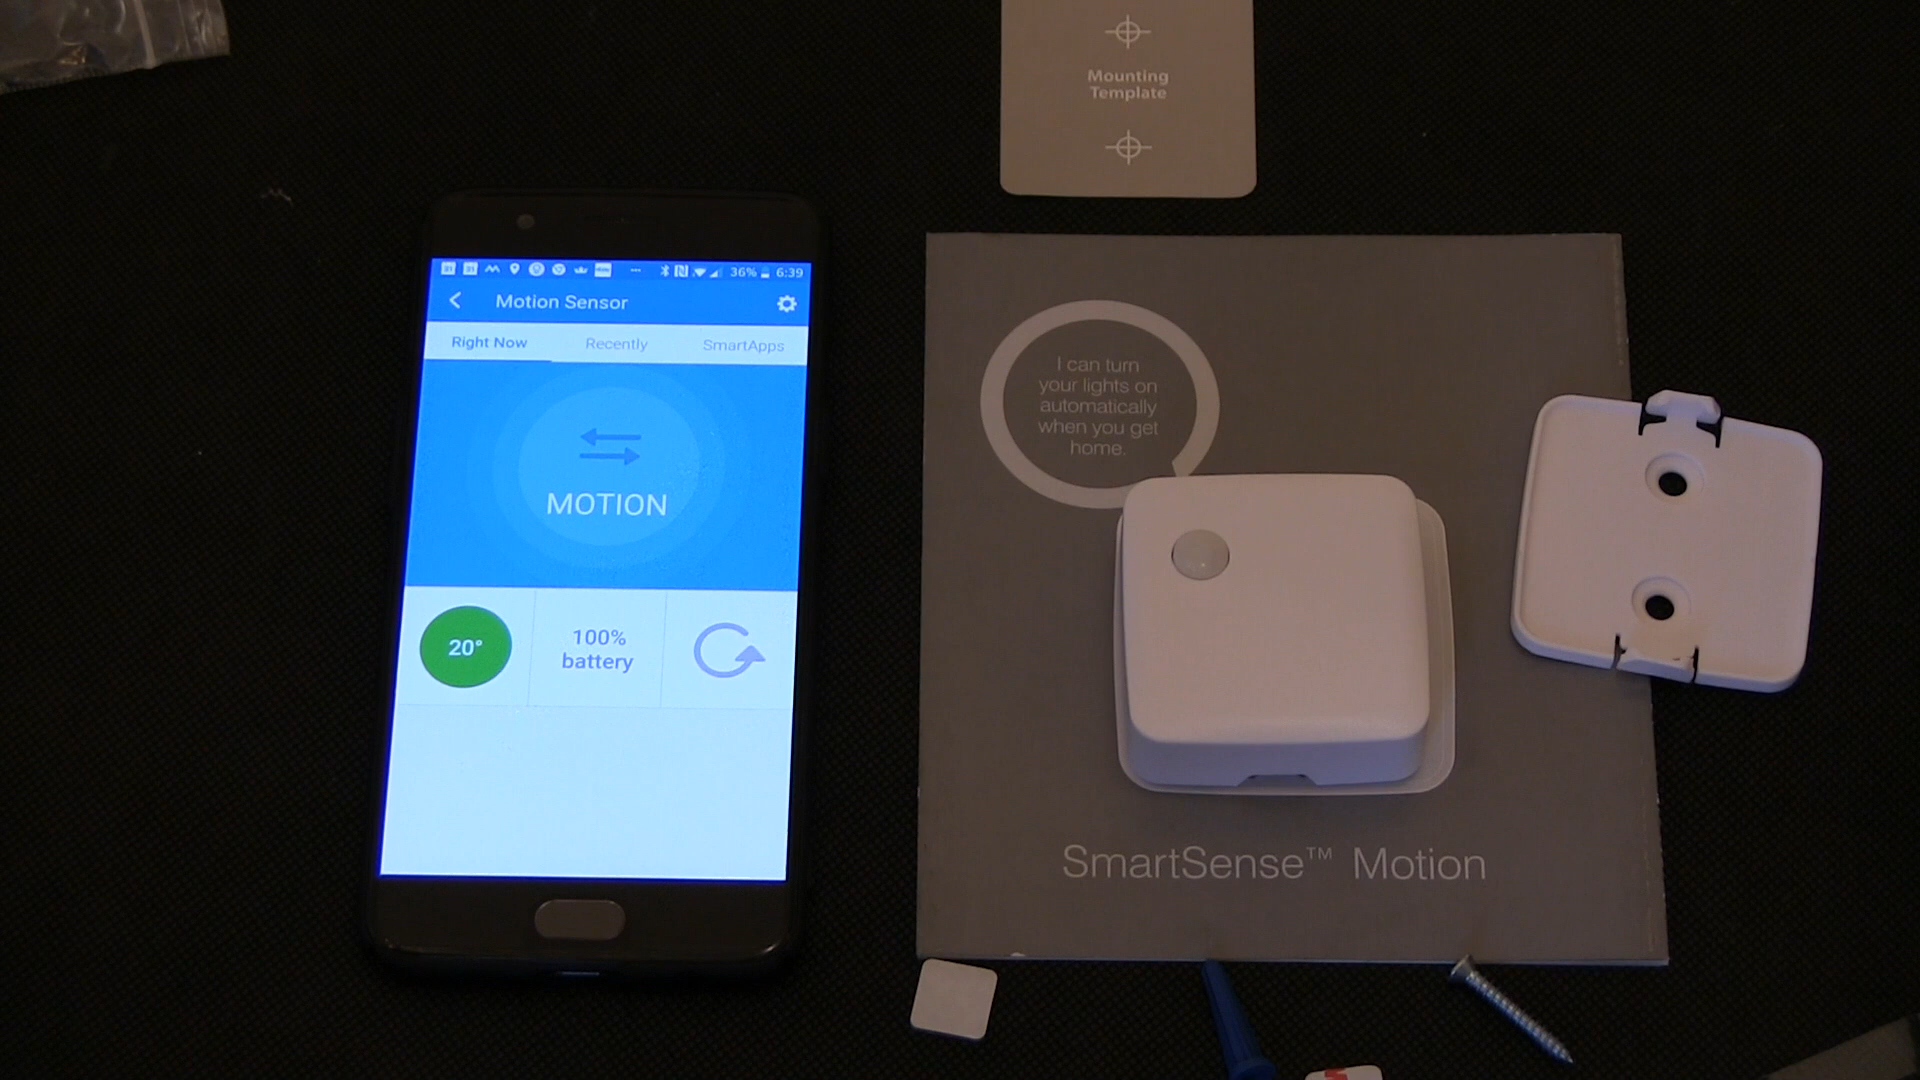 Mounting
Template
36% 6:39
Motion Sensor
Right Now Recently SmartApps
MOTION
20° 100%
battery
I can turn
your lights on
automatically
when you get
home.
SmartSense™ Motion